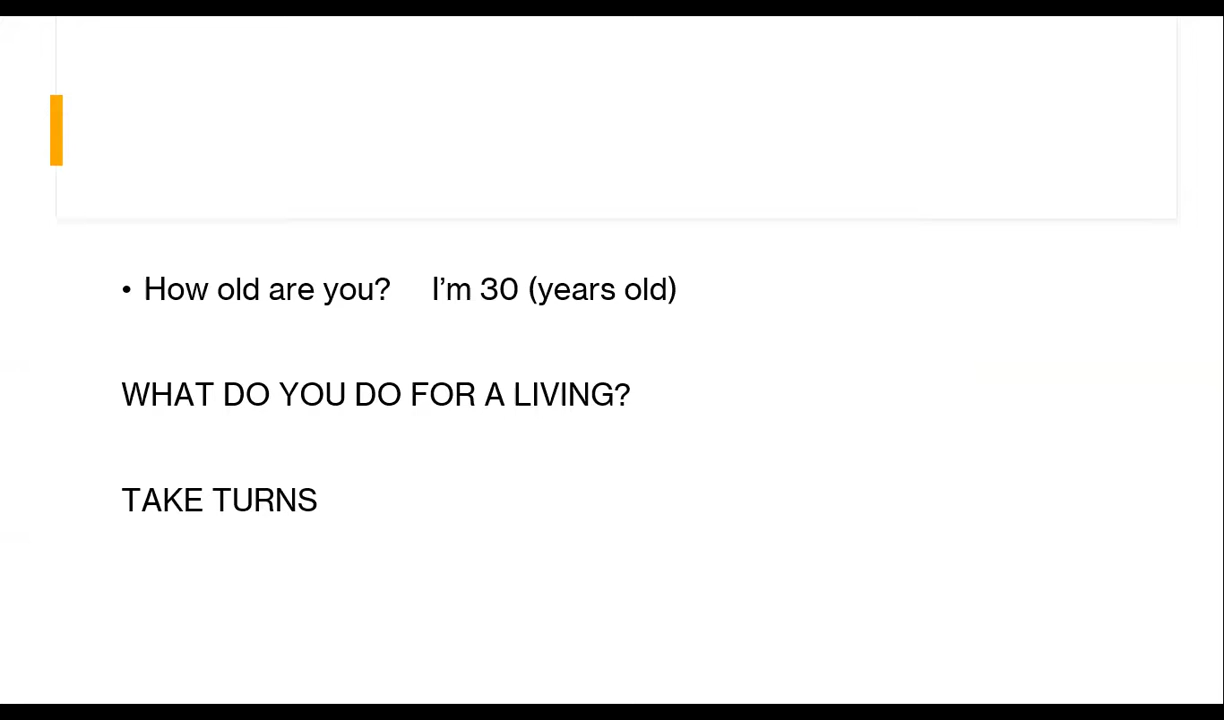 • How old are you?     I’m 30 (years old)
WHAT DO YOU DO FOR A LIVING?
TAKE TURNS